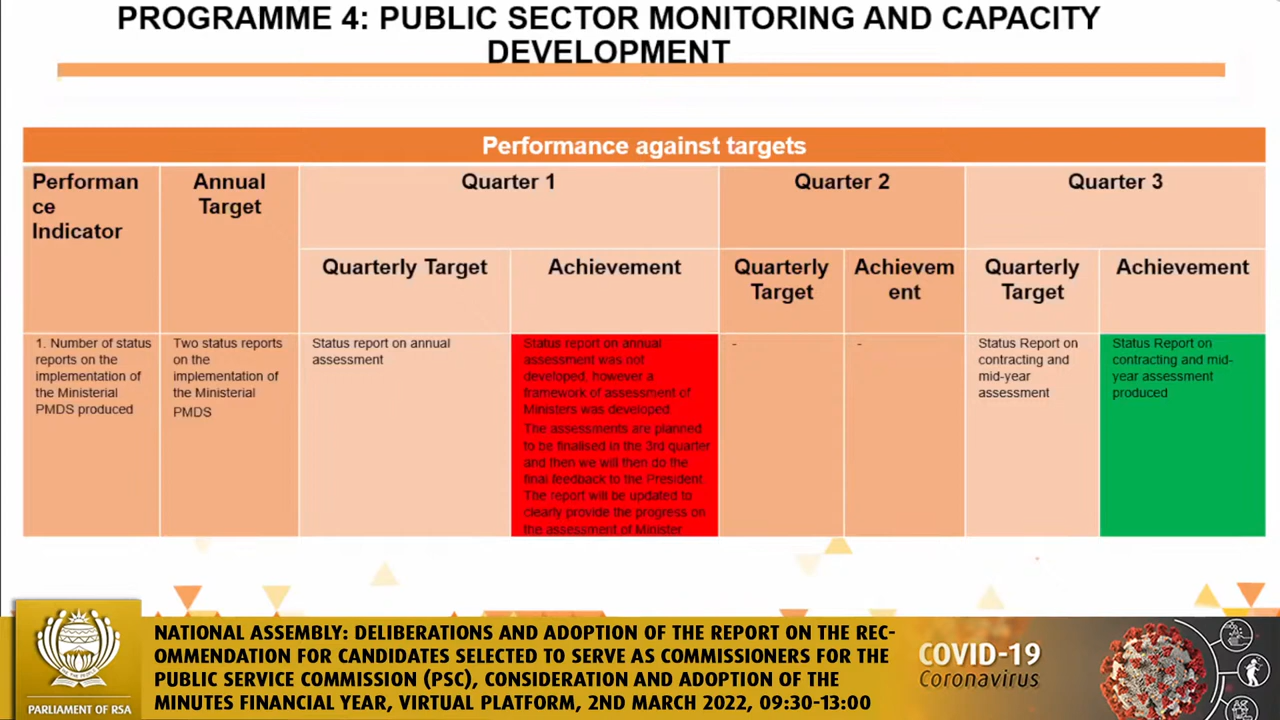 PROGRAMME 4: PUBLIC SECTOR MONITORING AND CAPACITY
DEVELOPMENT
Performance against targets
Performan
ce
Indicator
Annual
Target
Quarter 1
Quarter 2
Quarter 3
Quarterly Target
Achievement
Quarterly
Target
Achievem
ent
Quarterly
Target
Achievement
1. Number of status
reports on the
implementation of
the Ministerial
PMDS produced
Two status reports
on the
implementation of
the Ministerial
PMDS
Status report on annual
assessment
Status report on annual
assessment was not
developed, however a
framework of assessment of
Ministers was developed.
The assessments are planned
to be finalised in the 3rd quarter
and then we will then do the
final feedback to the President
The report will be updated to
clearly provide the progress on
the assessment of Minister
-
-
Status Report on
contracting and
mid-year
assessment
Status Report on
contracting and mid-
year assessment
produced
PARLIAMENT OF RSA
NATIONAL ASSEMBLY: DELIBERATIONS AND ADOPTION OF THE REPORT ON THE REC-
OMMENDATION FOR CANDIDATES SELECTED TO SERVE AS COMMISSIONERS FOR THE
PUBLIC SERVICE COMMISSION (PSC), CONSIDERATION AND ADOPTION OF THE
MINUTES FINANCIAL YEAR, VIRTUAL PLATFORM, 2ND MARCH 2022, 09:30-13:00
COVID-19
Coronavirus